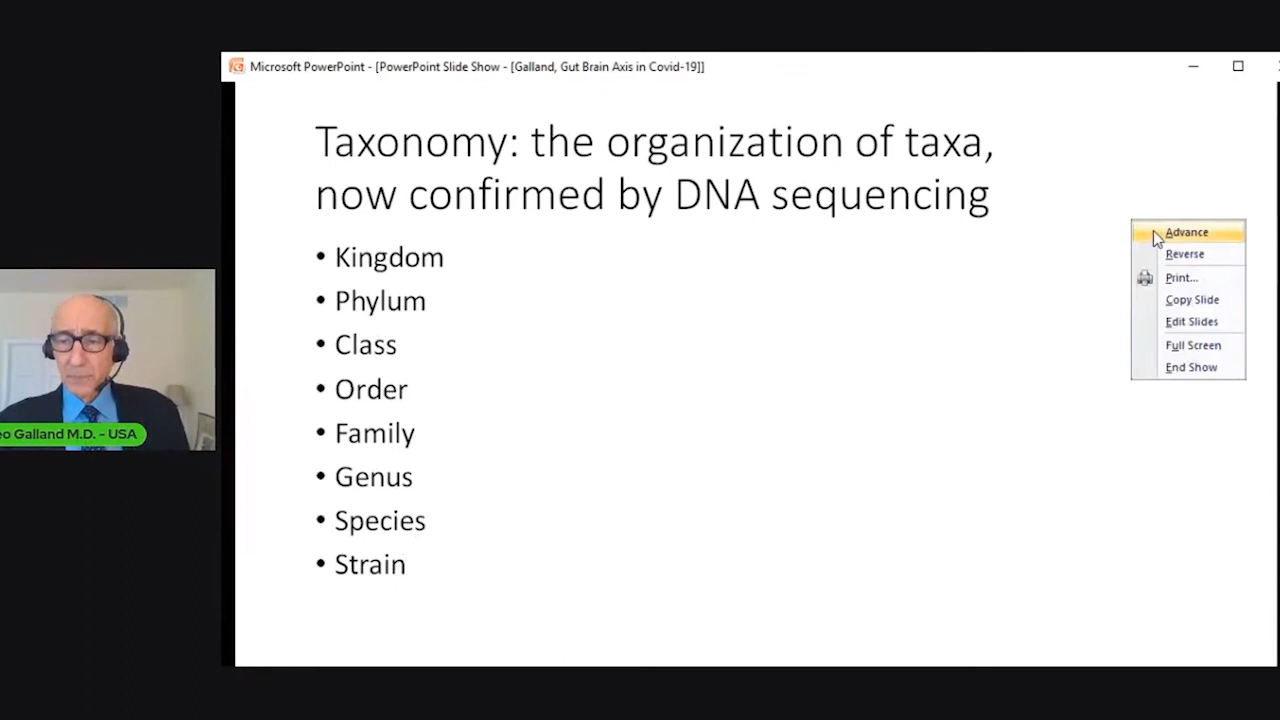 Microsoft PowerPoint - [PowerPoint Slide Show - [Galland, Gut Brain Axis in Covid-19]]
Taxonomy: the organization of taxa,
now confirmed by DNA sequencing
• Kingdom
• Phylum
• Class
• Order
• Family
• Genus
• Species
• Strain
Advance
Reverse
Print...
Copy Slide
Edit Slides
Full Screen
End Show
eo Galland M.D. - USA